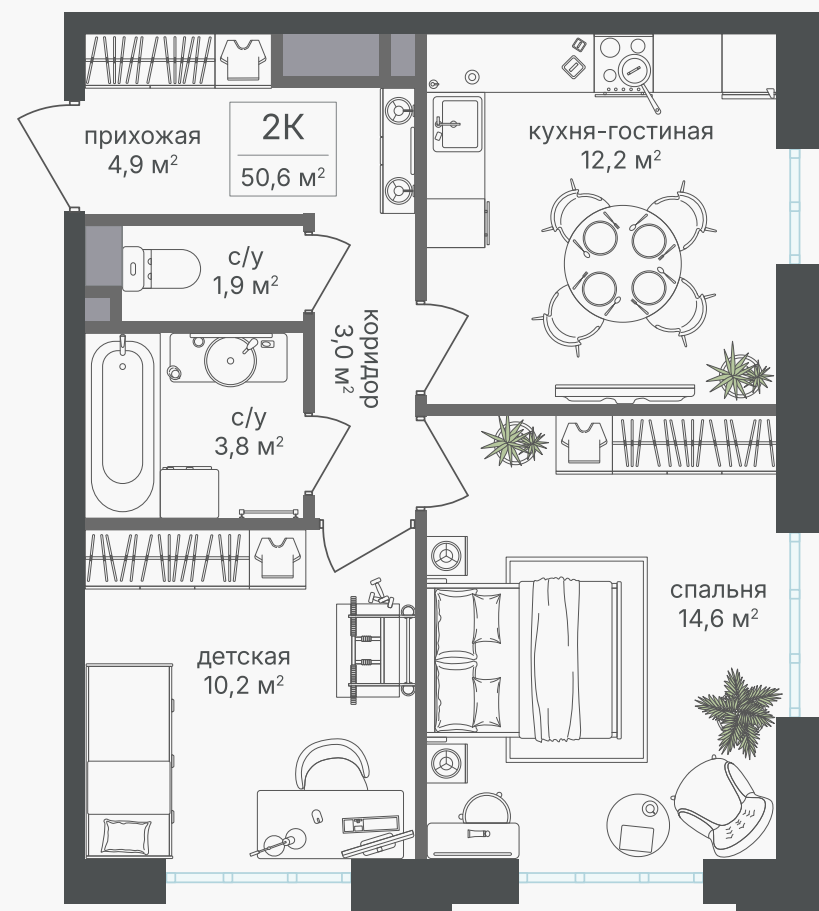 прихожая
4,9 м²
2К
50,6 м²
кухня-гостиная
12,2 м²
с/у
1,9 м²
коридор
3,0 м²
с/у
3,8 м²
спальня
14,6 м²
детская
10,2 м²